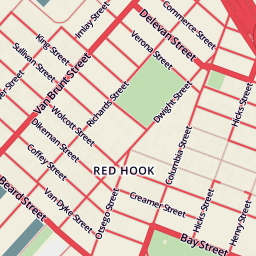 Commerce Street
Imlay Street
Delevan Street
King Street
Verona Street
Sullivan Street
Van Brunt Street
Richards Street
Dwight Street
Hicks Street
Wolcott Street
Dikeman Street
Columbia Street
Coffey Street
RED HOOK
Van Dyke Street
Creamer Street
Beard Street
Otsego Street
Hicks Street
Henry Street
Bay Street